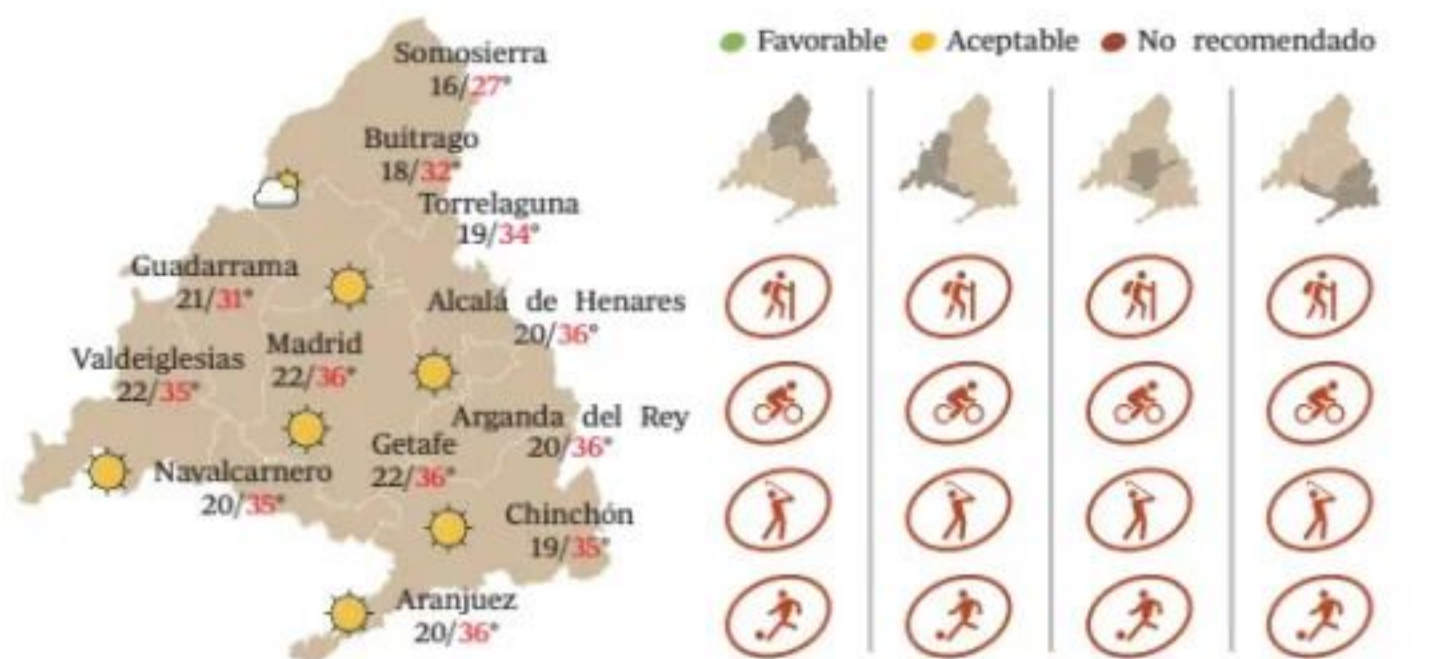 Somosierra
16/27°
Buitrago
18/32°
Torrelaguna
19/34°
Guadarrama
21/31°
Alcalá de Henares
20/36°
Madrid
22/36°
Valdeiglesias
22/35°
Arganda del Rey
20/36°
Getafe
22/36°
Navalcarnero
20/35°
Chinchón
19/35°
Aranjuez
20/36°
Favorable Aceptable No recomendado